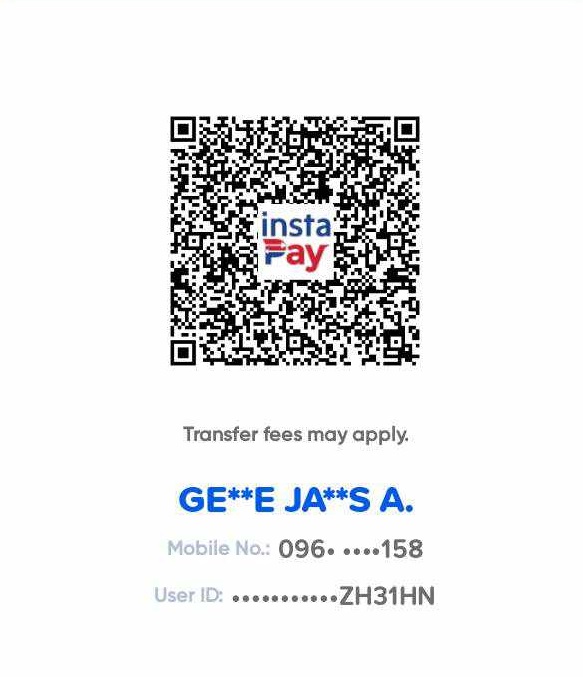 insta
Pay
Transfer fees may apply.
GE**E JA**S A.
Mobile No.: 096• ••••158
User ID: •••••••••••ZH31HN